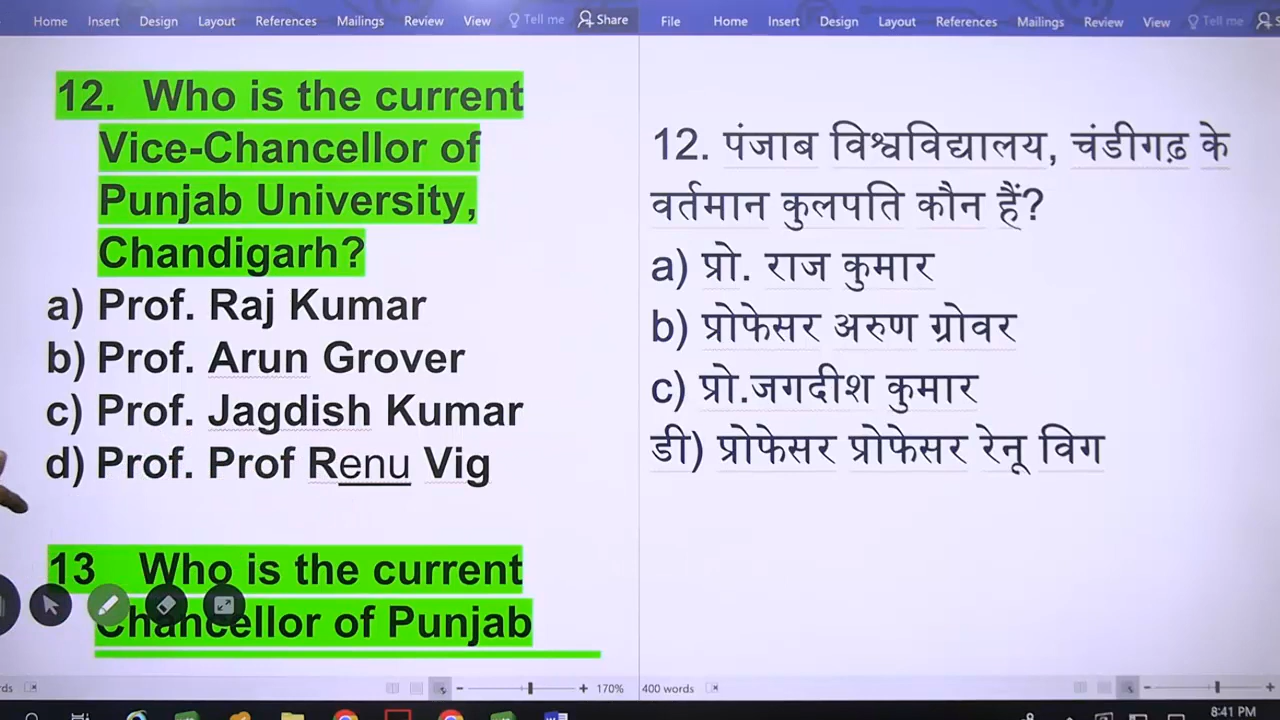 Home Insert Design Layout References Mailings Review View Tell me Share
12. Who is the current
Vice-Chancellor of
Punjab University,
Chandigarh?
a) Prof. Raj Kumar
b) Prof. Arun Grover
c) Prof. Jagdish Kumar
d) Prof. Prof Renu Vig
13 Who is the current
Chancellor of Punjab
170%
File Home Insert Design Layout References Mailings Review View Tell me
12. पंजाब विश्वविद्यालय, चंडीगढ़ के
वर्तमान कुलपति कौन हैं?
a) प्रो. राज कुमार
b) प्रोफेसर अरुण ग्रोवर
c) प्रो.जगदीश कुमार
डी) प्रोफेसर प्रोफेसर रेनू विग
400 words
8:41 PM